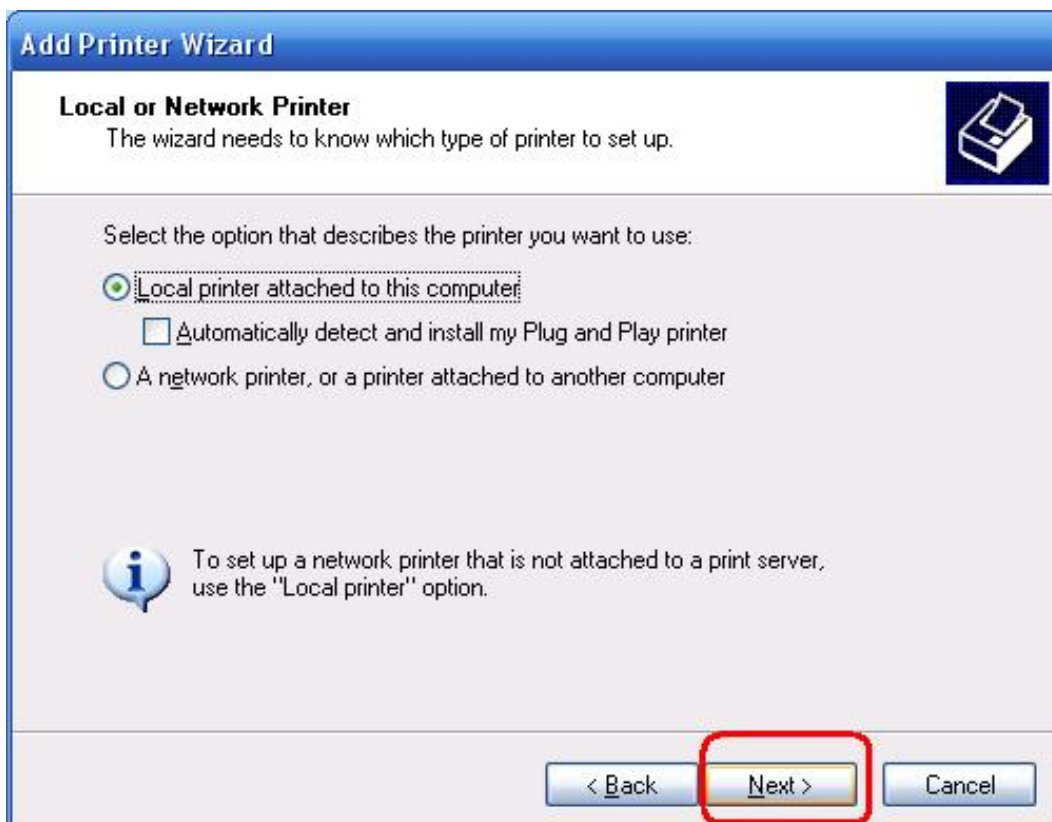 Add Printer Wizard
Local or Network Printer
The wizard needs to know which type of printer to set up.
Select the option that describes the printer you want to use:
Local printer attached to this computer
Automatically detect and install my Plug and Play printer
A network printer, or a printer attached to another computer
To set up a network printer that is not attached to a print server,
use the "Local printer" option.
< Back Next > Cancel